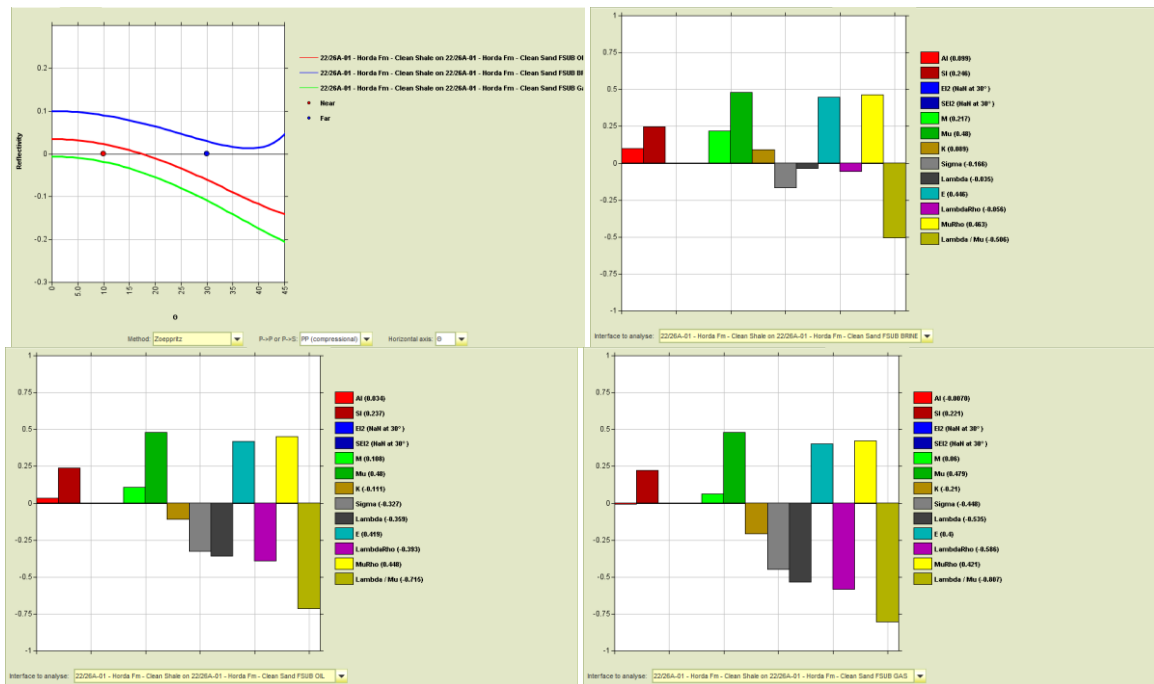 0.2
0.1
0
-0.1
-0.2
-0.3
Reflectivity
0
5.0
10
15
20
25
30
35
40
45
0
22/26A-01 - Horda Fm - Clean Shale on 22/26A-01 - Horda Fm - Clean Sand FSUB OI
22/26A-01 - Horda Fm - Clean Shale on 22/26A-01 - Horda Fm - Clean Sand FSUB BR
22/26A-01 - Horda Fm - Clean Shale on 22/26A-01 - Horda Fm - Clean Sand FSUB Ga
Near
Far
Method: Zoeppritz P->P or P->S: PP (compressional) Horizontal axis: i0
1
0.75
0.5
0.25
0
-0.25
-0.5
-0.75
-1
AI (0.099)
SI (0.246)
EI2 (NaN at 30°)
SEI2 (NaN at 30°)
M (0.217)
Mu (0.48)
K (0.089)
Sigma (-0.166)
Lambda (-0.035)
E (0.446)
LambdaRho (-0.056)
MuRho (0.463)
Lambda / Mu (-0.506)
Interface to analyse: 22/26A-01 - Horda Fm - Clean Shale on 22/26A-01 - Horda Fm - Clean Sand FSUB BRINE
1
0.75
0.5
0.25
0
-0.25
-0.5
-0.75
-1
AI (0.034)
SI (0.237)
EI2 (NaN at 30°)
SEI2 (NaN at 30°)
M (0.108)
Mu (0.48)
K (-0.111)
Sigma (-0.327)
Lambda (-0.359)
E (0.419)
LambdaRho (-0.393)
MuRho (0.448)
Lambda / Mu (-0.715)
Interface to analyse: 22/26A-01 - Horda Fm - Clean Shale on 22/26A-01 - Horda Fm - Clean Sand FSUB OIL
1
0.75
0.5
0.25
0
-0.25
-0.5
-0.75
-1
AI (-0.0070)
SI (0.221)
EI2 (NaN at 30°)
SEI2 (NaN at 30°)
M (0.06)
Mu (0.479)
K (-0.21)
Sigma (-0.448)
Lambda (-0.535)
E (0.4)
LambdaRho (-0.586)
MuRho (0.421)
Lambda / Mu (-0.807)
Interface to analyse: 22/26A-01 - Horda Fm - Clean Shale on 22/26A-01 - Horda Fm - Clean Sand FSUB GAS